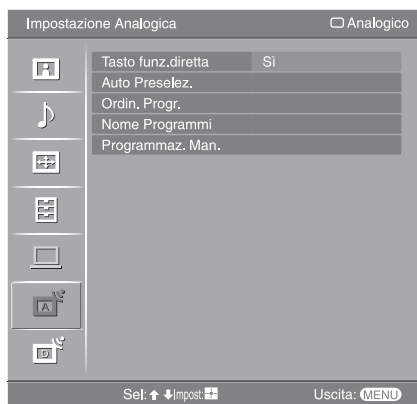 Impostazione Analogica Analogico
Tasto funz.diretta Sì
Auto Preselez.
Ordin. Progr.
Nome Programmi
Programmaz. Man.
A
D
Sel: Impost: Uscita: MENU